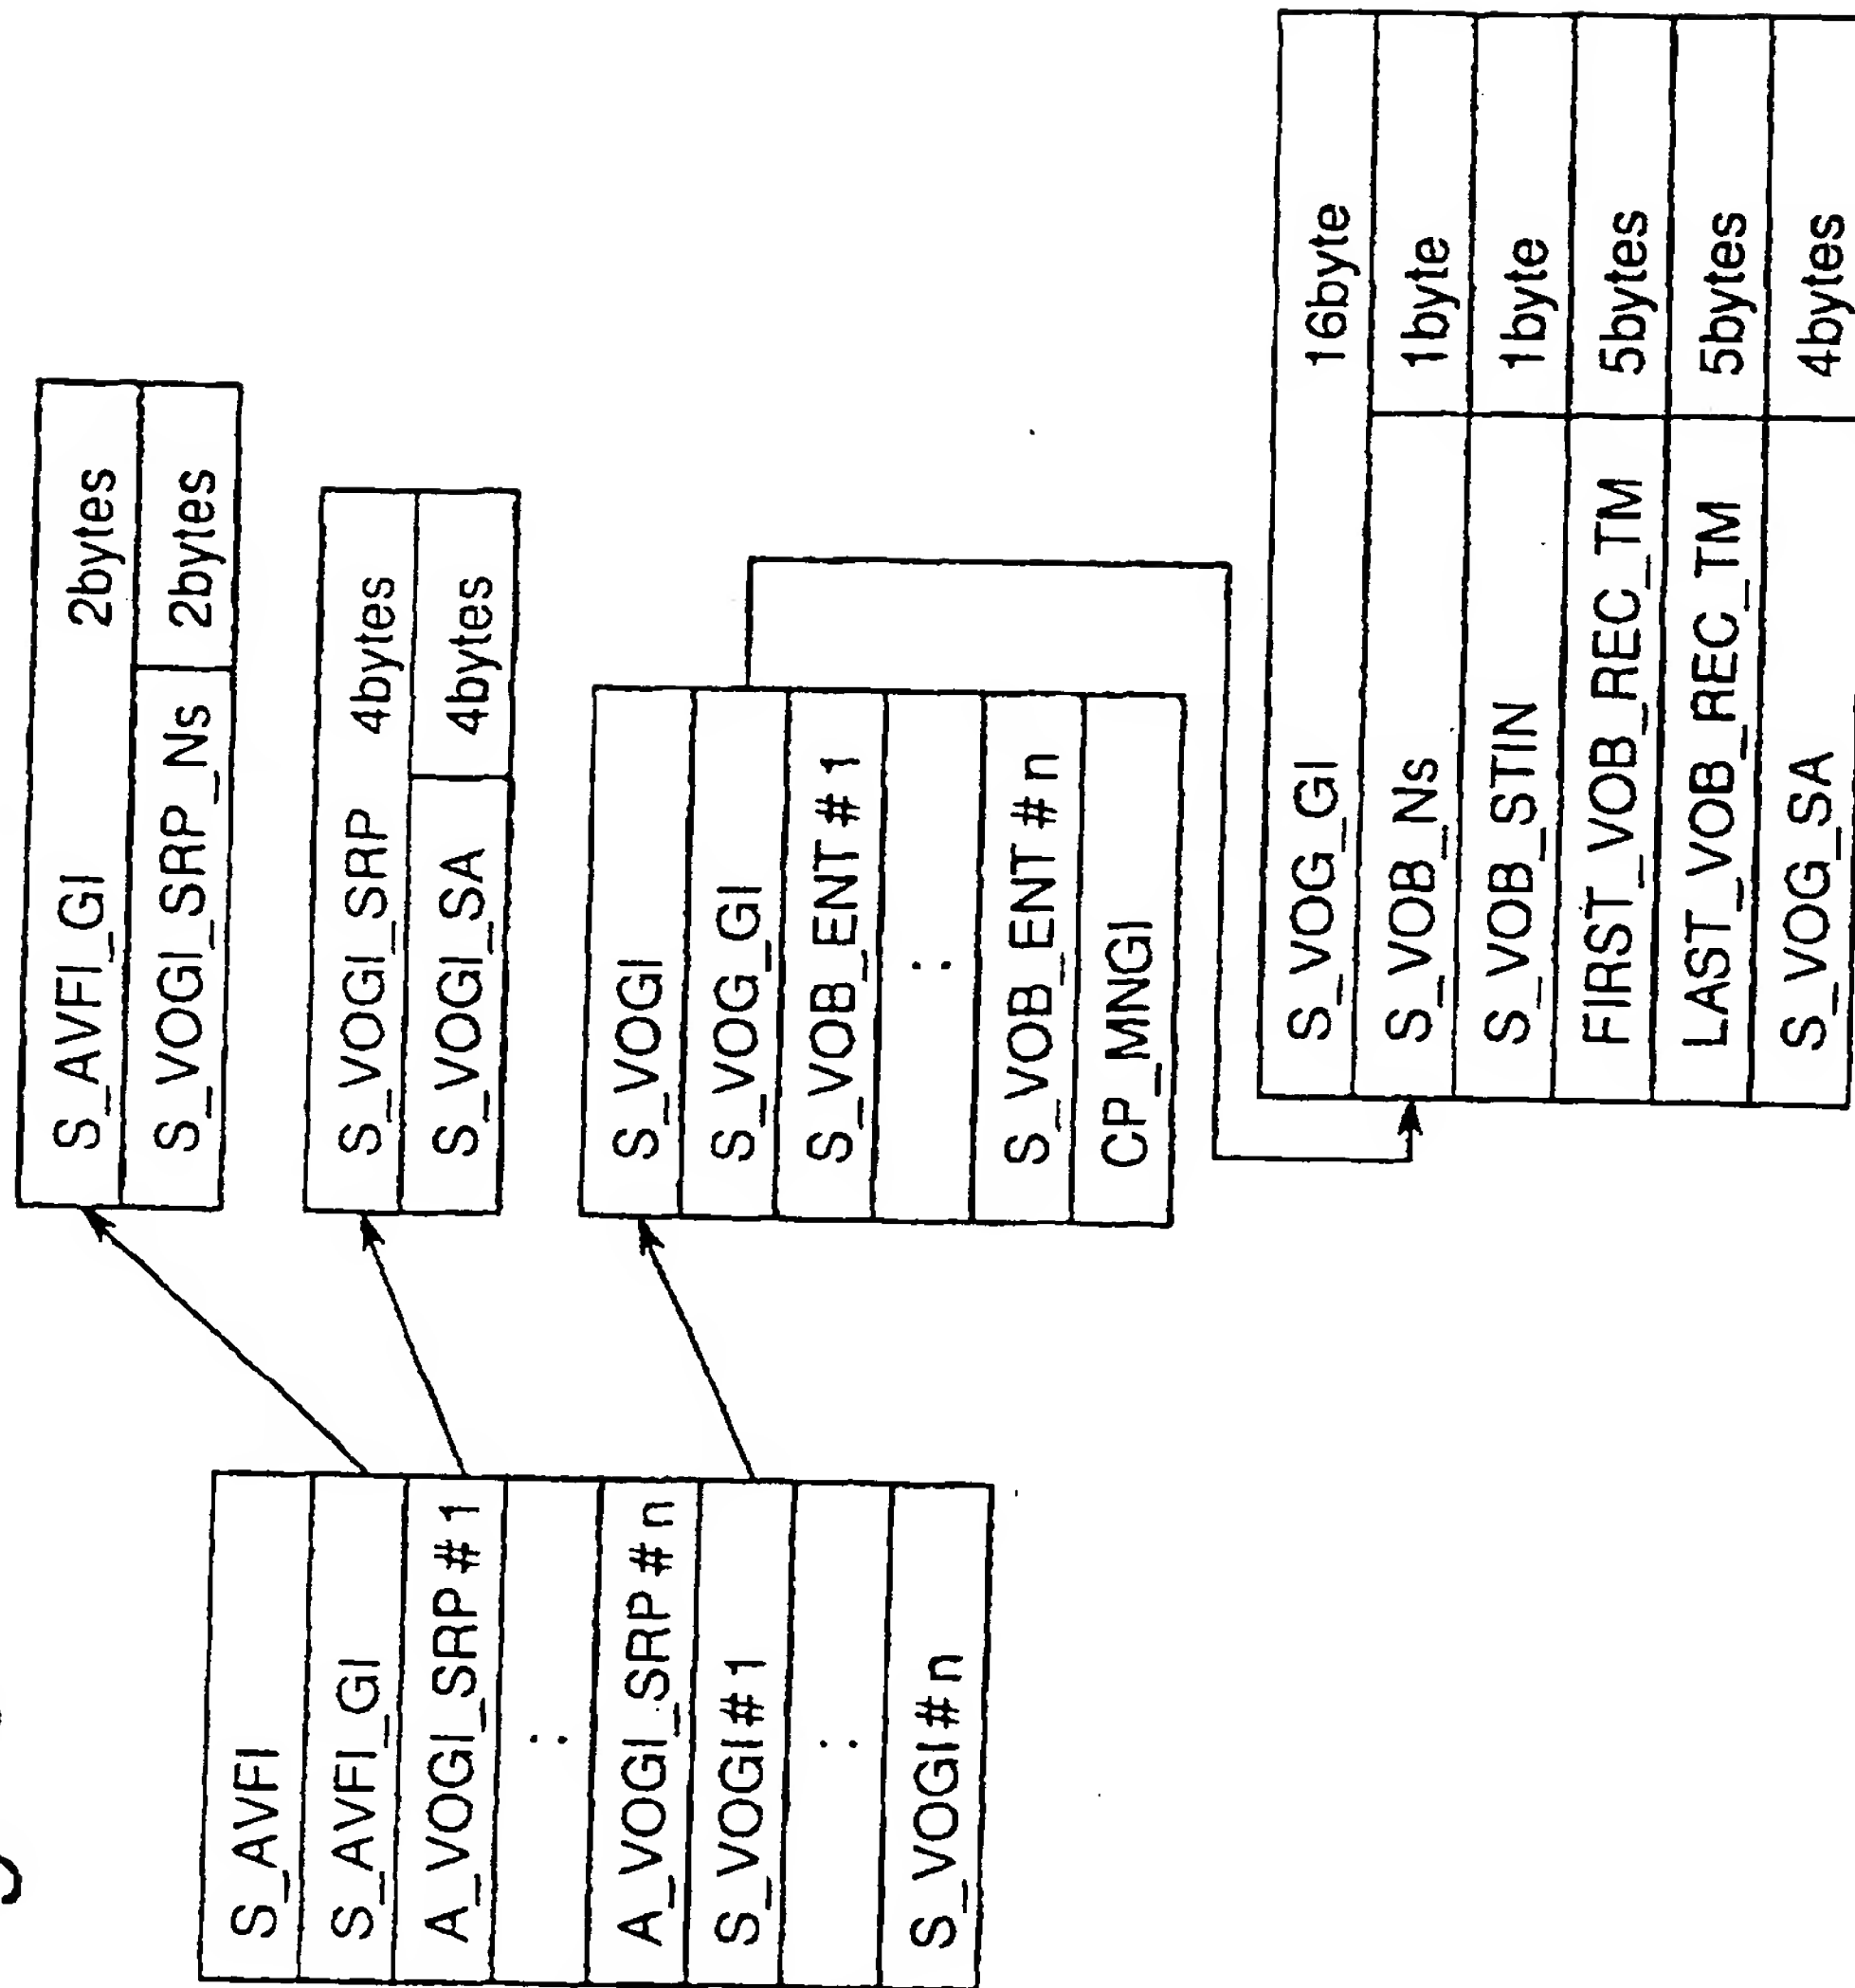 S_AVFI
S_AVFI_GI
A_VOGI_SRP#1
:
A_VOGI_SRP#n
S_VOGI#1
:
S_VOGI#n
S_AVFI_GI 2bytes
S_VOGI_SRP_Ns 2bytes
S_VOGI_SRP 4bytes
S_VOGI_SA 4bytes
S_VOGI
S_VOG_GI
S_VOB_ENT#1
:
S_VOB_ENT#n
CP_MNGI
S_VOG_GI 16byte
S_VOB_Ns 1byte
S_VOB_STIN 1byte
FIRST_VOB_REC_TM 5bytes
LAST_VOB_REC_TM 5bytes
S_VOG_SA 4bytes